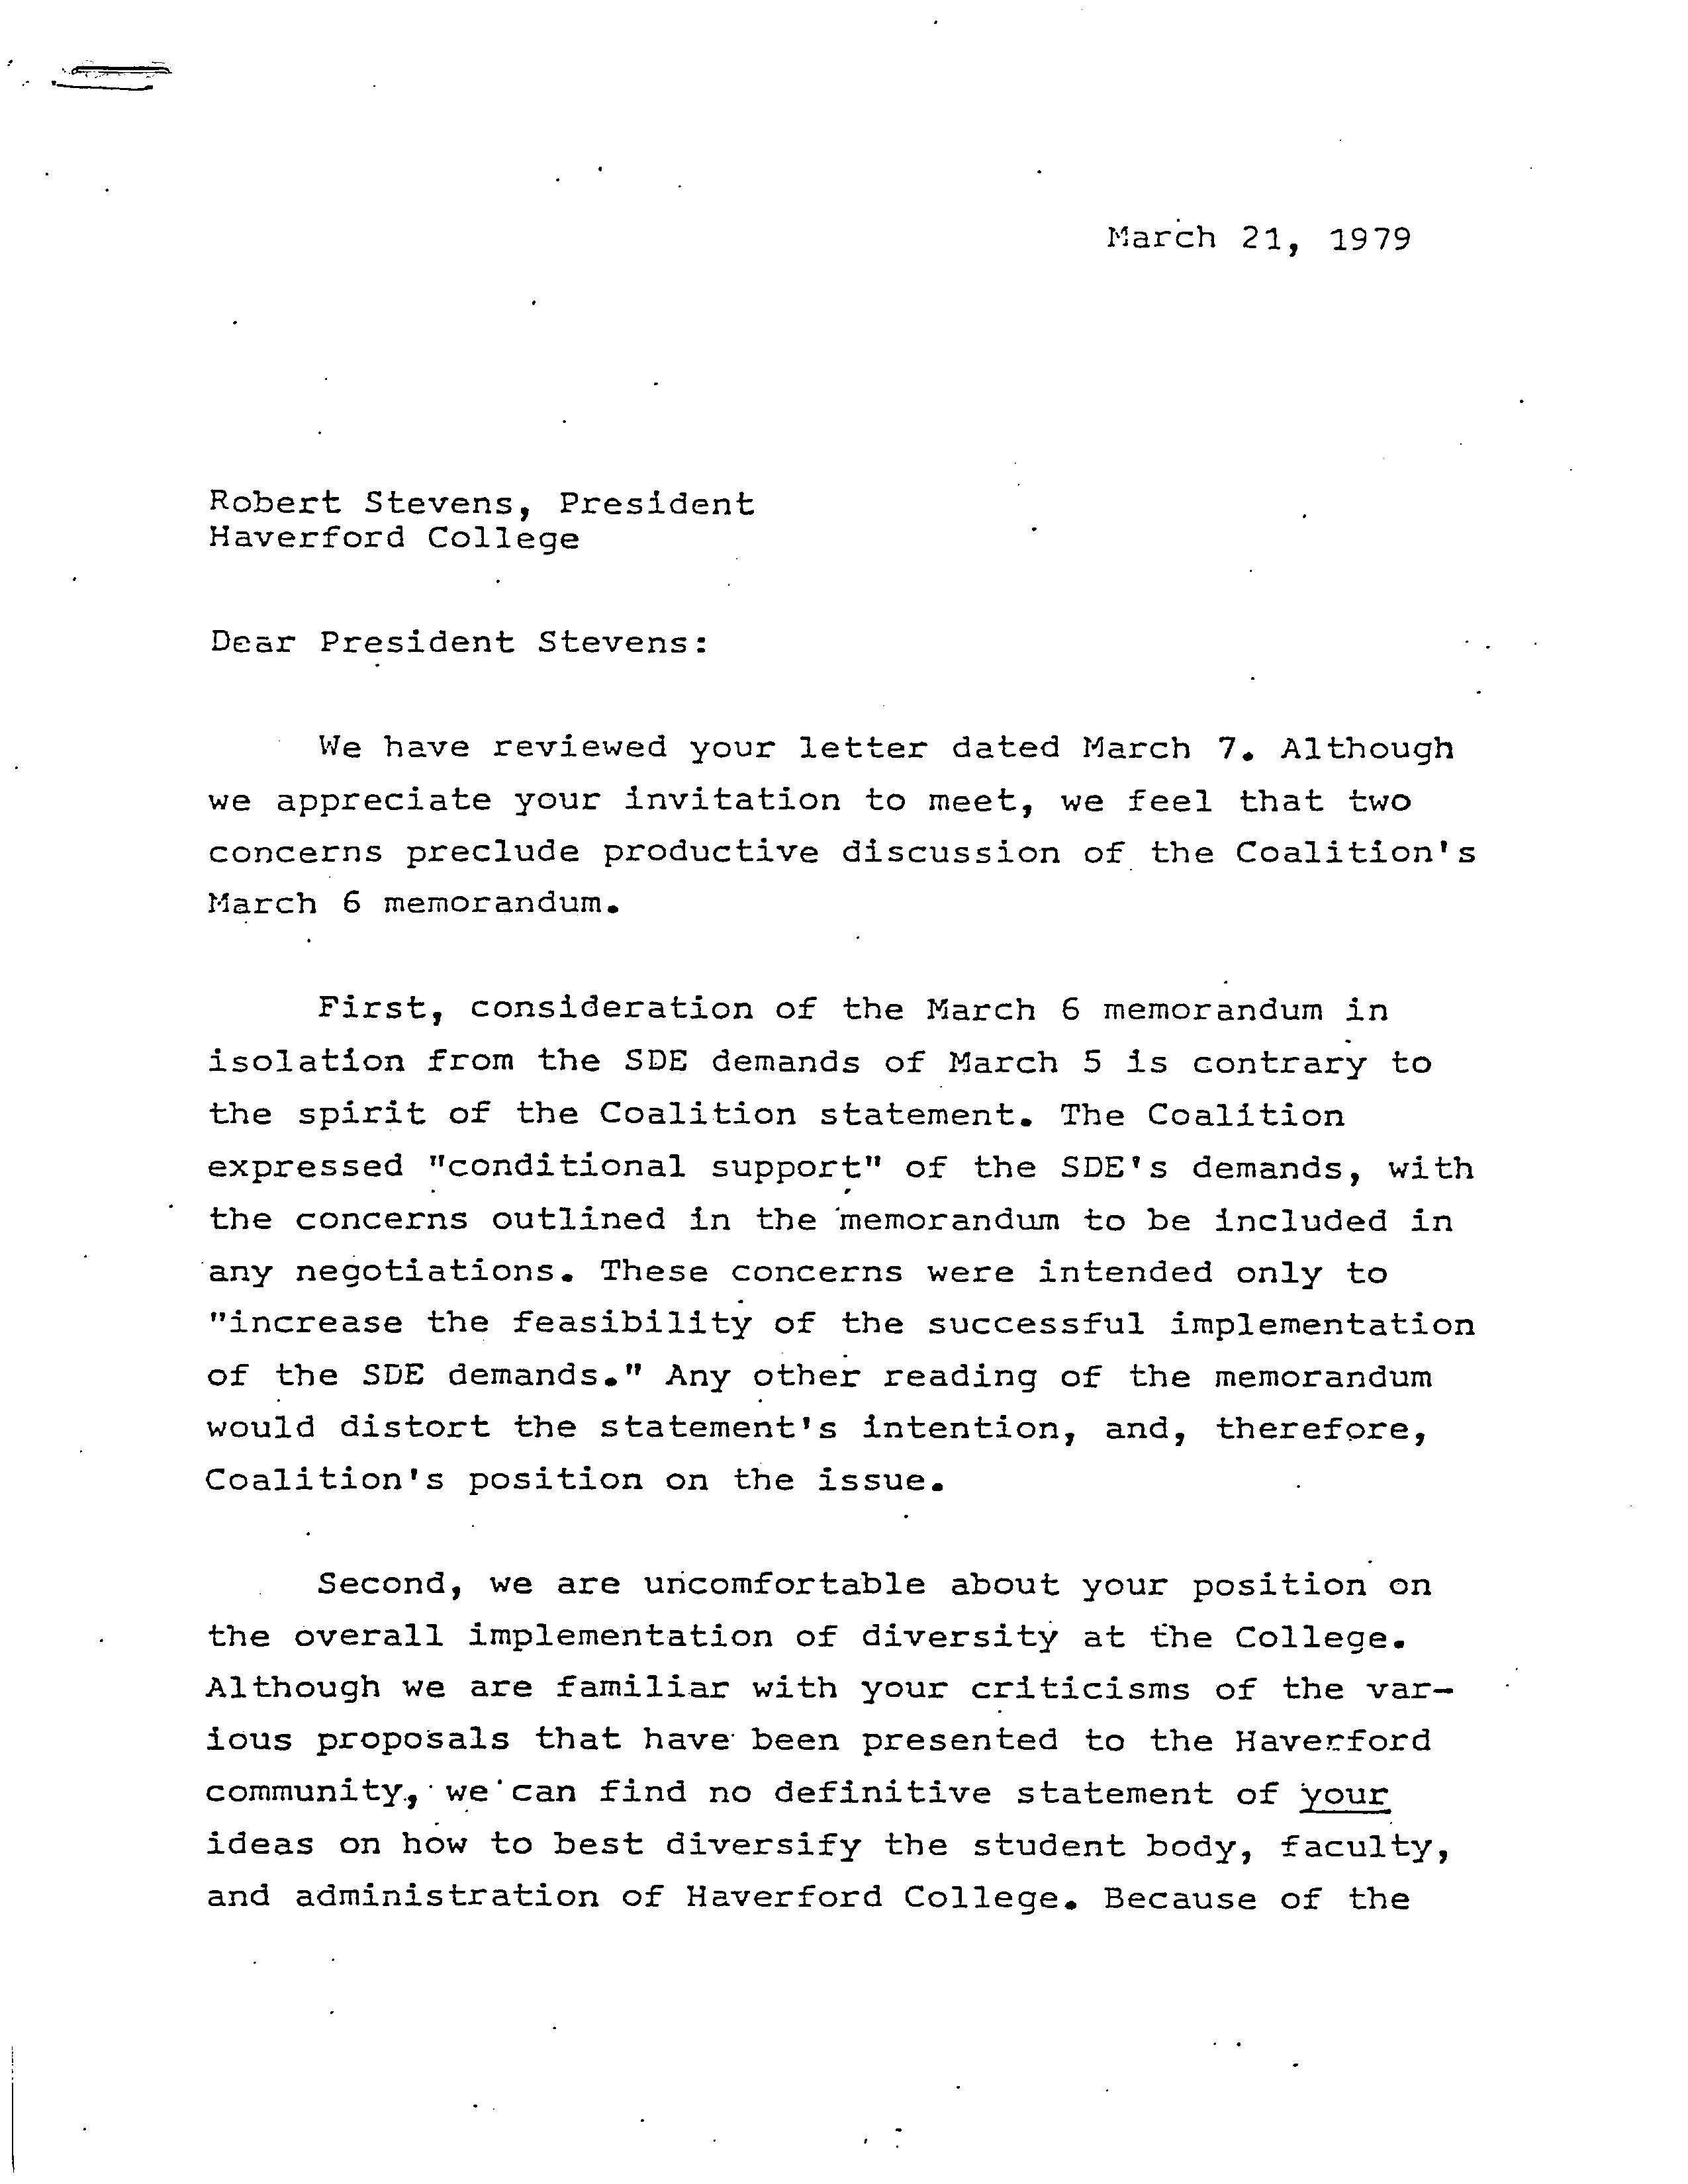 March 21, 1979
Robert Stevens, President
Haverford College
Dear President Stevens:
We have reviewed your letter dated March 7. Although
we appreciate your invitation to meet, we feel that two
concerns preclude productive discussion of the Coalition's
March 6 memorandum.
First, consideration of the March 6 memorandum in
isolation from the SDE demands of March 5 is contrary to
the spirit of the Coalition statement. The Coalition
expressed "conditional support" of the SDE's demands, with
the concerns outlined in the memorandum to be included in
any negotiations. These concerns were intended only to
"increase the feasibility of the successful implementation
of the SDE demands." Any other reading of the memorandum
would distort the statement's intention, and, therefore,
Coalition's position on the issue.
Second, we are uncomfortable about your position on
the overall implementation of diversity at the College.
Although we are familiar with your criticisms of the var-
ious proposals that have been presented to the Haverford
community, we can find no definitive statement of your
ideas on how to best diversify the student body, faculty,
and administration of Haverford College. Because of the